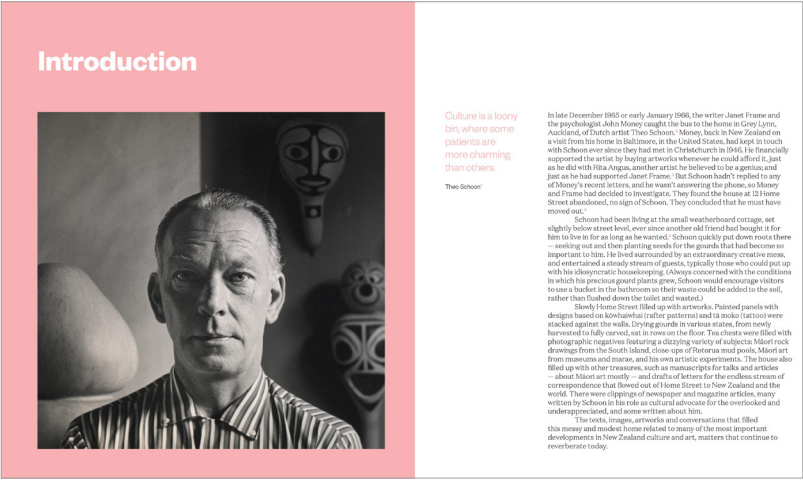 Introduction
Culture is a loony
bin, where some
patients are
more charming
than others.
Theo Schoon¹
In late December 1965 or early January 1966, the writer Janet Frame and
the psychologist John Money caught the bus to the home in Grey Lynn,
Auckland, of Dutch artist Theo Schoon.² Money, back in New Zealand on
a visit from his home in Baltimore, in the United States, had kept in touch
with Schoon ever since they had met in Christchurch in 1946. He financially
supported the artist by buying artworks whenever he could afford it, just
as he did with Rita Angus, another artist he believed to be a genius; and
just as he had supported Janet Frame.³ But Schoon hadn't replied to any
of Money's recent letters, and he wasn't answering the phone, so Money
and Frame had decided to investigate. They found the house at 12 Home
Street abandoned, no sign of Schoon. They concluded that he must have
moved out.⁴
Schoon had been living at the small weatherboard cottage, set
slightly below street level, ever since another old friend had bought it for
him to live in for as long as he wanted.⁵ Schoon quickly put down roots there
— seeking out and then planting seeds for the gourds that had become so
important to him. He lived surrounded by an extraordinary creative mess,
and entertained a steady stream of guests, typically those who could put up
with his idiosyncratic housekeeping. (Always concerned with the conditions
in which his precious gourd plants grew, Schoon would encourage visitors
to use a bucket in the bathroom so their waste could be added to the soil,
rather than flushed down the toilet and wasted.)
Slowly Home Street filled up with artworks. Painted panels with
designs based on kōwhaiwhai (rafter patterns) and tā moko (tattoo) were
stacked against the walls. Drying gourds in various states, from newly
harvested to fully carved, sat in rows on the floor. Tea chests were filled with
photographic negatives featuring a dizzying variety of subjects: Māori rock
drawings from the South Island, close-ups of Rotorua mud pools, Māori art
from museums and marae, and his own artistic experiments. The house also
filled up with other treasures, such as manuscripts for talks and articles
— about Māori art mostly — and drafts of letters for the endless stream of
correspondence that flowed out of Home Street to New Zealand and the
world. There were clippings of newspaper and magazine articles, many
written by Schoon in his role as cultural advocate for the overlooked and
underappreciated, and some written about him.
The texts, images, artworks and conversations that filled
this messy and modest home related to many of the most important
developments in New Zealand culture and art, matters that continue to
reverberate today.